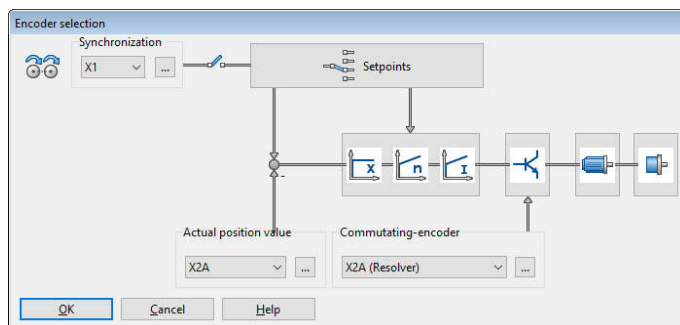 Encoder selection
Synchronization
X1
...
Setpoints
x
n
I
-
Actual position value
Commutating-encoder
X2A
...
X2A (Resolver)
...
OK
Cancel
Help